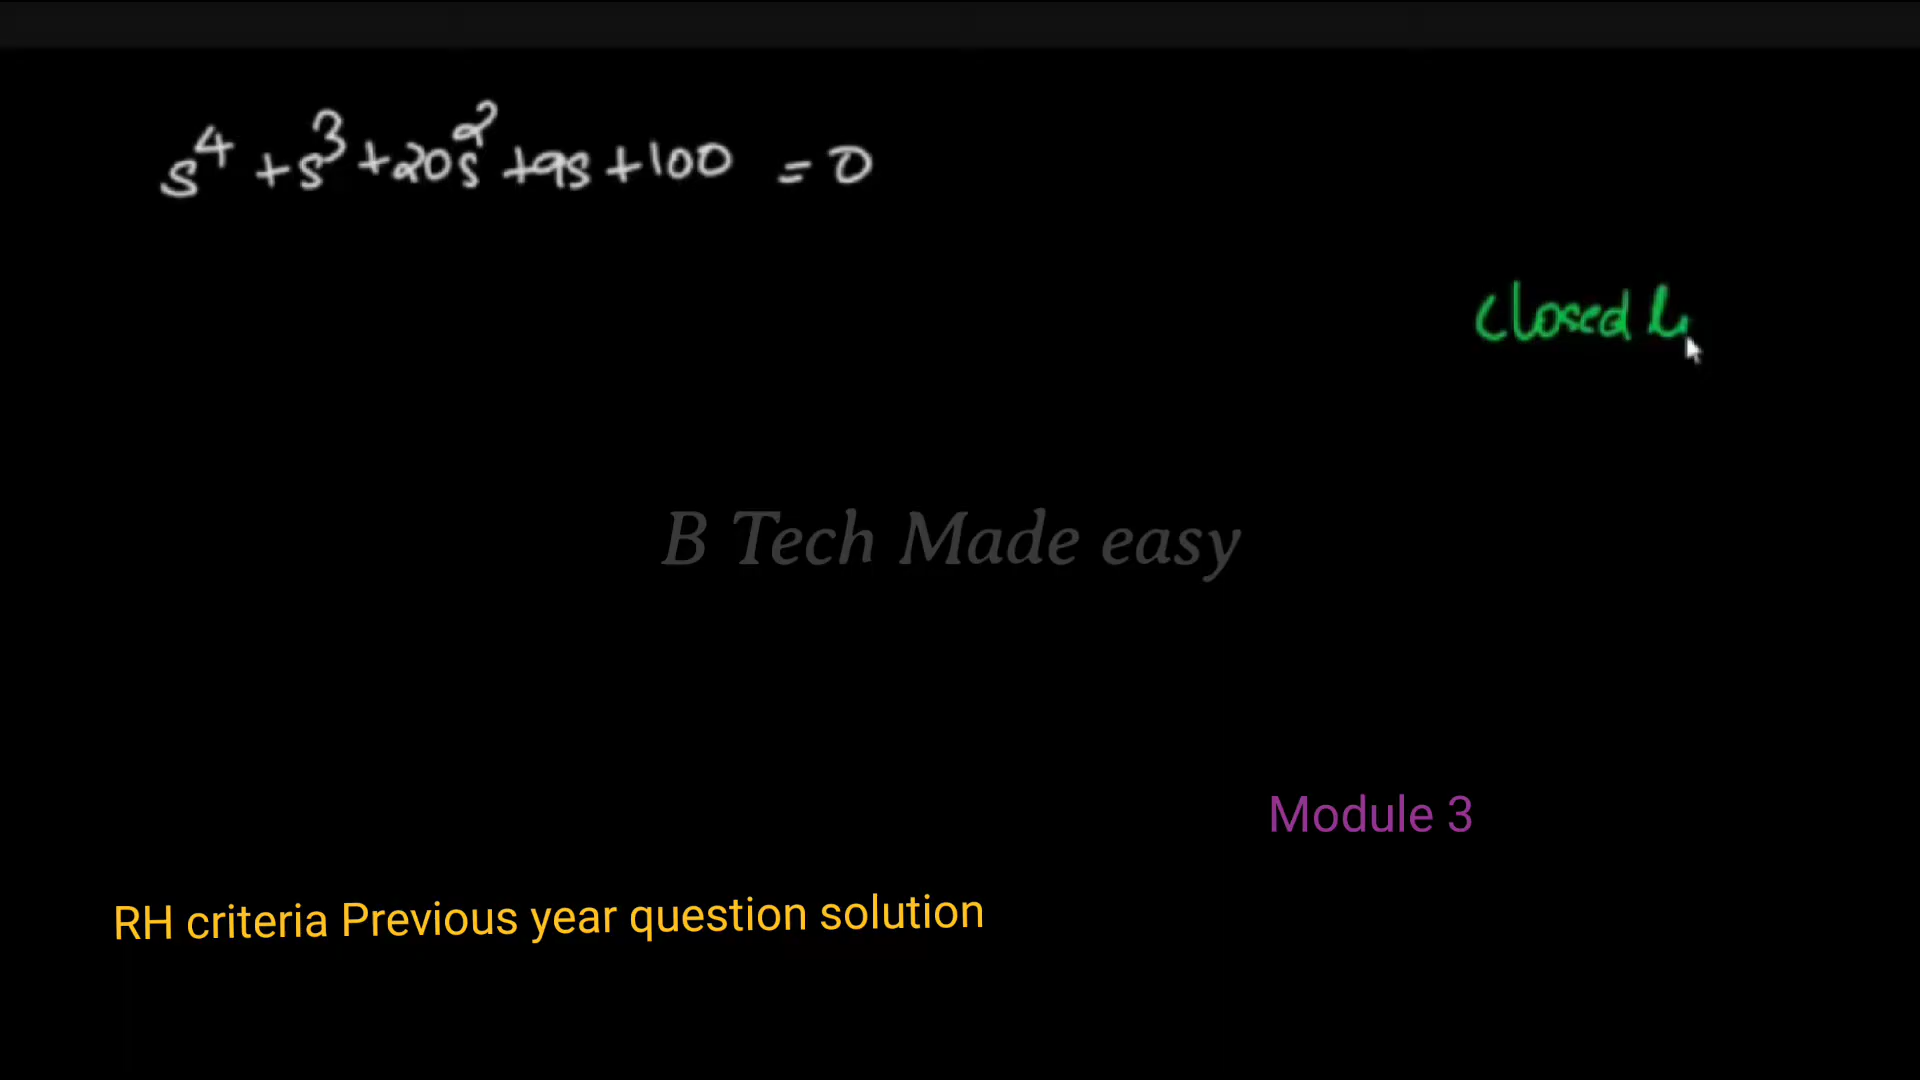 s⁴ + s³ + 20s² + 9s + 100 = 0
Closed
B Tech Made easy
Module 3
RH criteria Previous year question solution